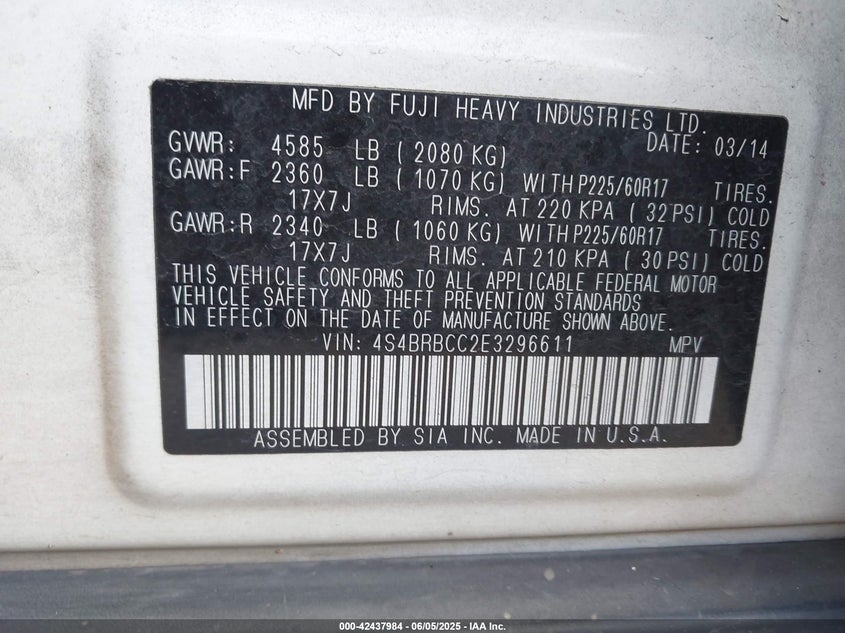 MFD BY FUJI HEAVY INDUSTRIES LTD.
GVWR: 4585 LB ( 2080 KG) DATE: 03/14
GAWR:F 2360 LB ( 1070 KG) WITH P225/60R17 TIRES.
17X7J RIMS. AT 220 KPA ( 32 PSI) COLD
GAWR:R 2340 LB ( 1060 KG) WITH P225/60R17 TIRES.
17X7J RIMS. AT 210 KPA ( 30 PSI) COLD
THIS VEHICLE CONFORMS TO ALL APPLICABLE FEDERAL MOTOR
VEHICLE SAFETY AND THEFT PREVENTION STANDARDS
IN EFFECT ON THE DATE OF MANUFACTURE SHOWN ABOVE.
VIN: 4S4BRBCC2E3296611 MPV
ASSEMBLED BY SIA INC. MADE IN U.S.A.
000-42437984 - 06/05/2025 - IAA Inc.